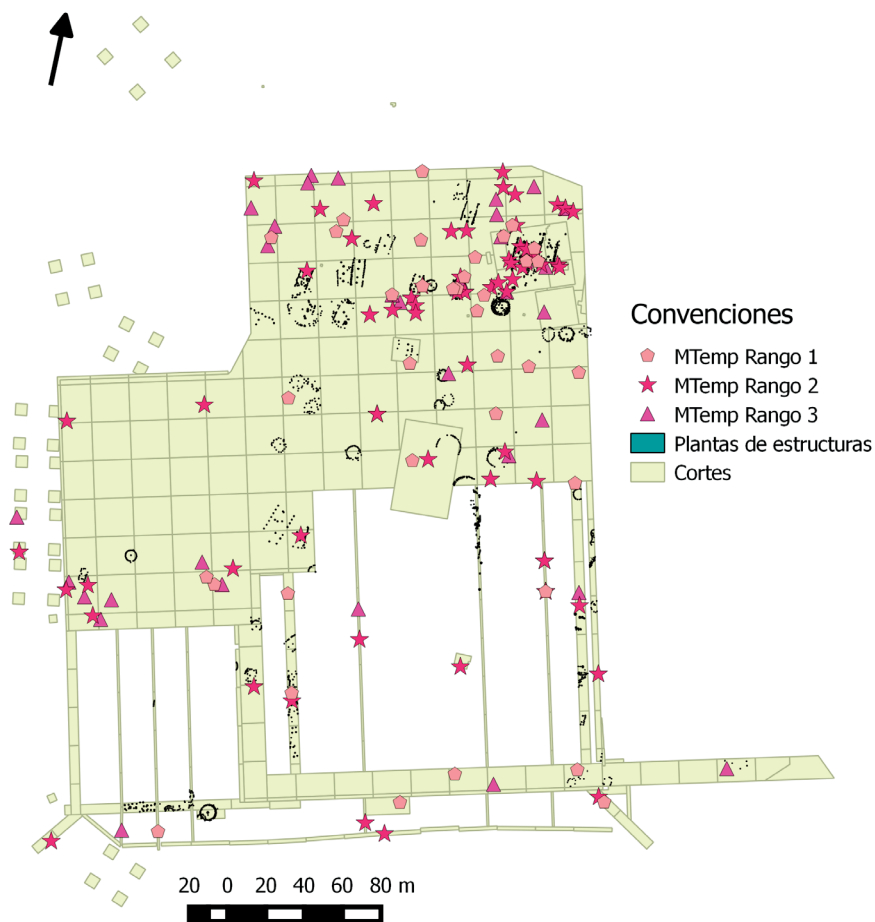 Convenciones
MTemp Rango 1
MTemp Rango 2
MTemp Rango 3
Plantas de estructuras
Cortes
20 0 20 40 60 80 m